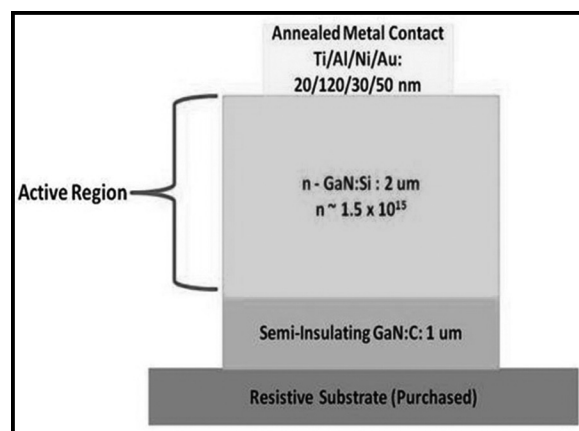 Annealed Metal Contact
Ti/Al/Ni/Au:
20/120/30/50 nm
Active Region
n - GaN:Si : 2 um
n ~ 1.5 x 10¹⁵
Semi-Insulating GaN:C: 1 um
Resistive Substrate (Purchased)